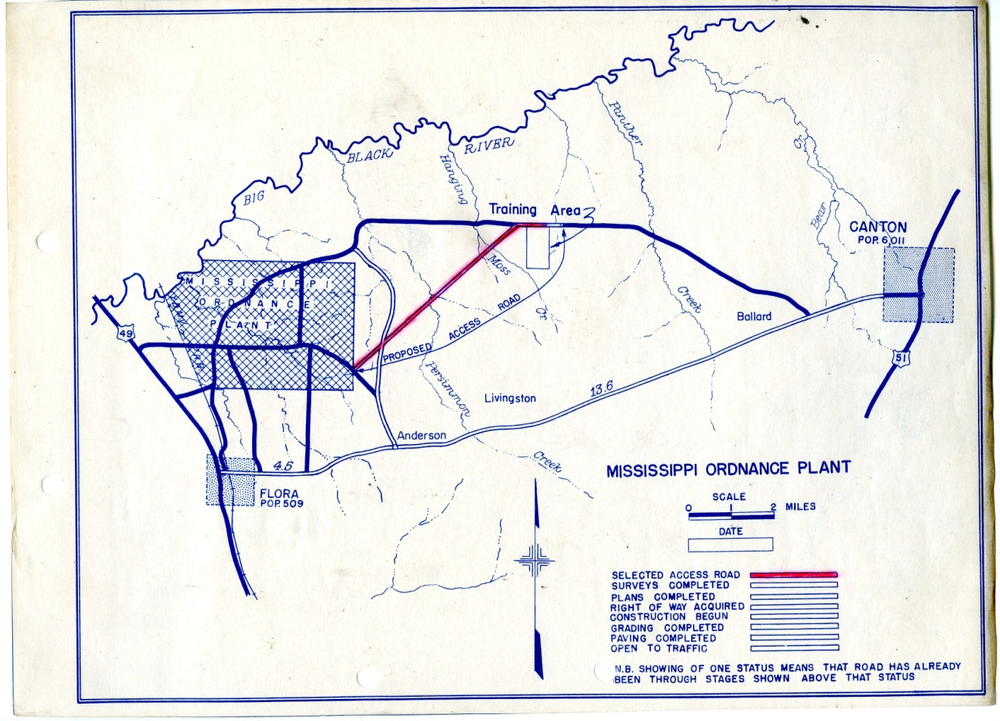 BIG
BLACK
RIVER
Hanging
Moss
Cr
Panther
Creek
Cr
Bear
Training Area
CANTON
POP. 6,011
MISSISSIPPI
ORDNANCE
PLANT
49
51
PROPOSED ACCESS ROAD
Ballard
Persimmon
Creek
Livingston
13.6
Anderson
4.5
FLORA
POP. 509
MISSISSIPPI ORDNANCE PLANT
SCALE
0 1 2 MILES
DATE
SELECTED ACCESS ROAD
SURVEYS COMPLETED
PLANS COMPLETED
RIGHT OF WAY ACQUIRED
CONSTRUCTION BEGUN
GRADING COMPLETED
PAVING COMPLETED
OPEN TO TRAFFIC
N.B. SHOWING OF ONE STATUS MEANS THAT ROAD HAS ALREADY
BEEN THROUGH STAGES SHOWN ABOVE THAT STATUS